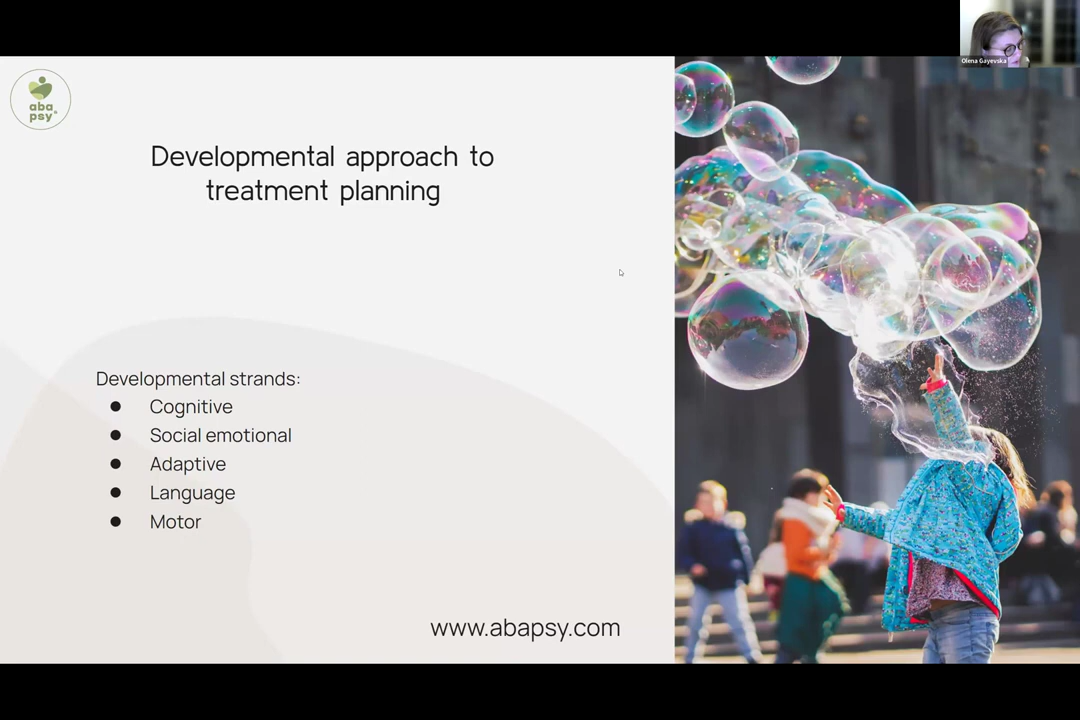 Olena Gayevska
aba
psy
Developmental approach to
treatment planning
Developmental strands:
● Cognitive
● Social emotional
● Adaptive
● Language
● Motor
www.abapsy.com